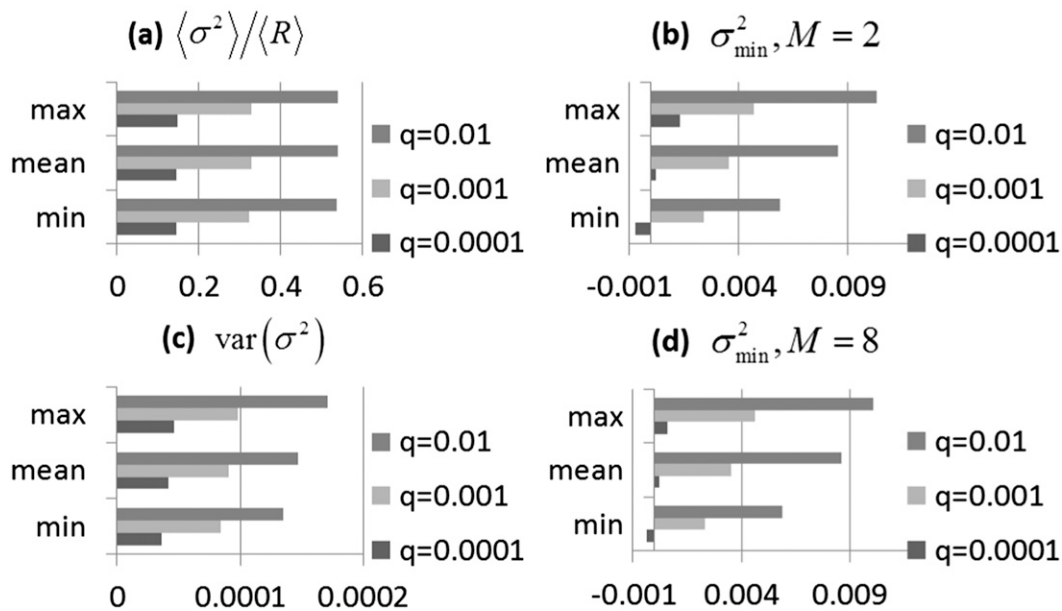 (a) ⟨σ²⟩/⟨R⟩
max
mean
min
q=0.01
q=0.001
q=0.0001
0 0.2 0.4 0.6
(b) σ²min, M = 2
max
mean
min
q=0.01
q=0.001
q=0.0001
-0.001 0.004 0.009
(c) var(σ²)
max
mean
min
q=0.01
q=0.001
q=0.0001
0 0.0001 0.0002
(d) σ²min, M = 8
max
mean
min
q=0.01
q=0.001
q=0.0001
-0.001 0.004 0.009